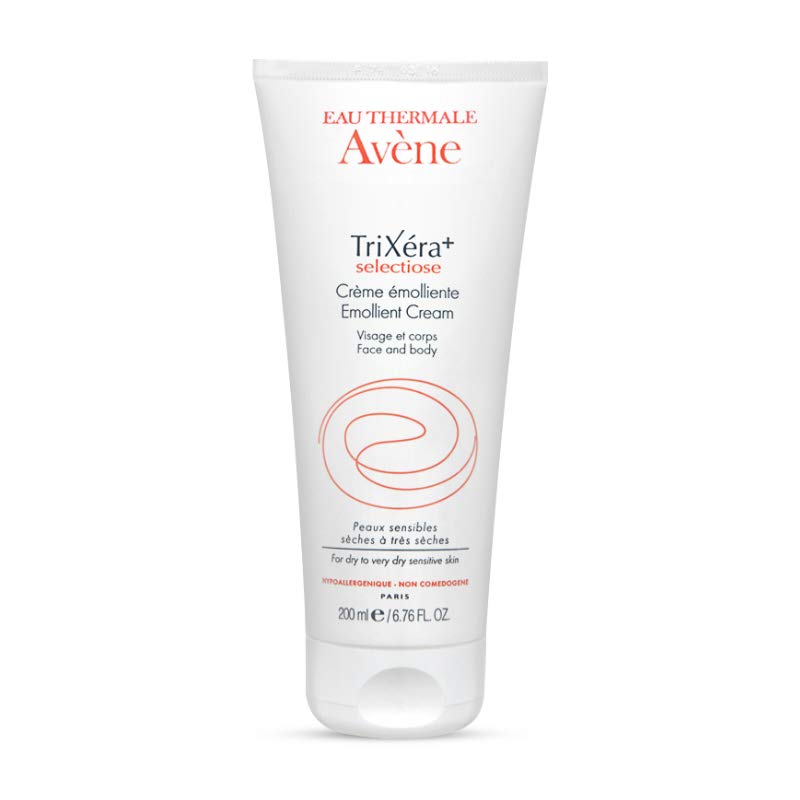 EAU THERMALE
Avène
TriXéra+
selectiose
Crème émolliente
Emollient Cream
Visage et corps
Face and body
Peaux sensibles
sèches à très sèches
For dry to very dry sensitive skin
HYPOALLERGENIQUE - NON COMEDOGENE
PARIS
200 ml e / 6.76 FL. OZ.